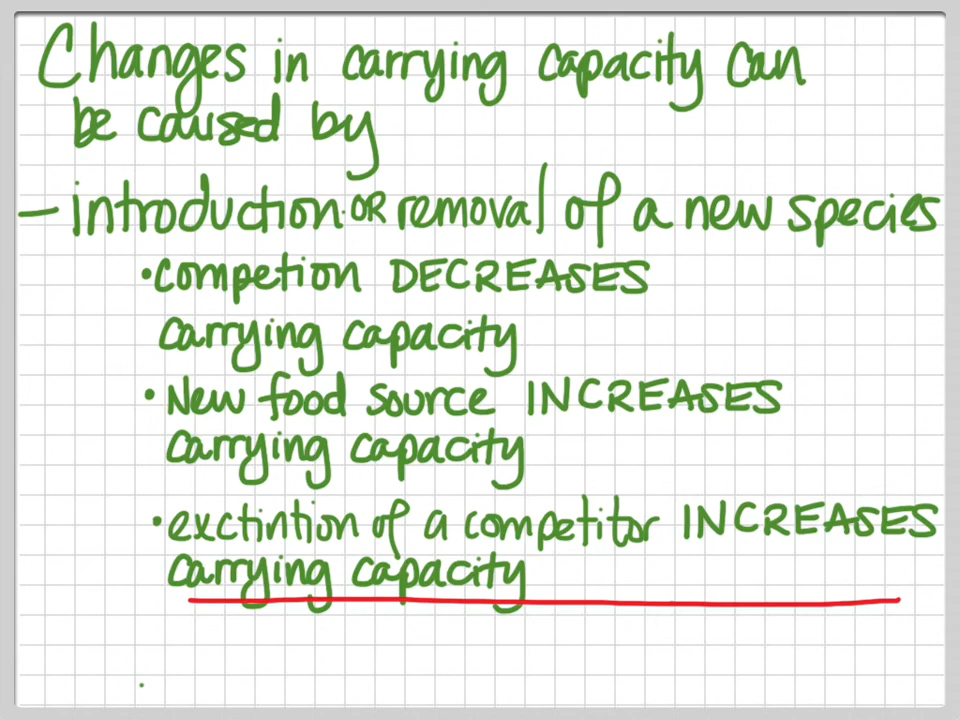 Changes in carrying capacity can
be caused by
- introduction OR removal of a new species
• competion DECREASES
carrying capacity
• New food source INCREASES
carrying capacity
• exctintion of a competitor INCREASES
carrying capacity